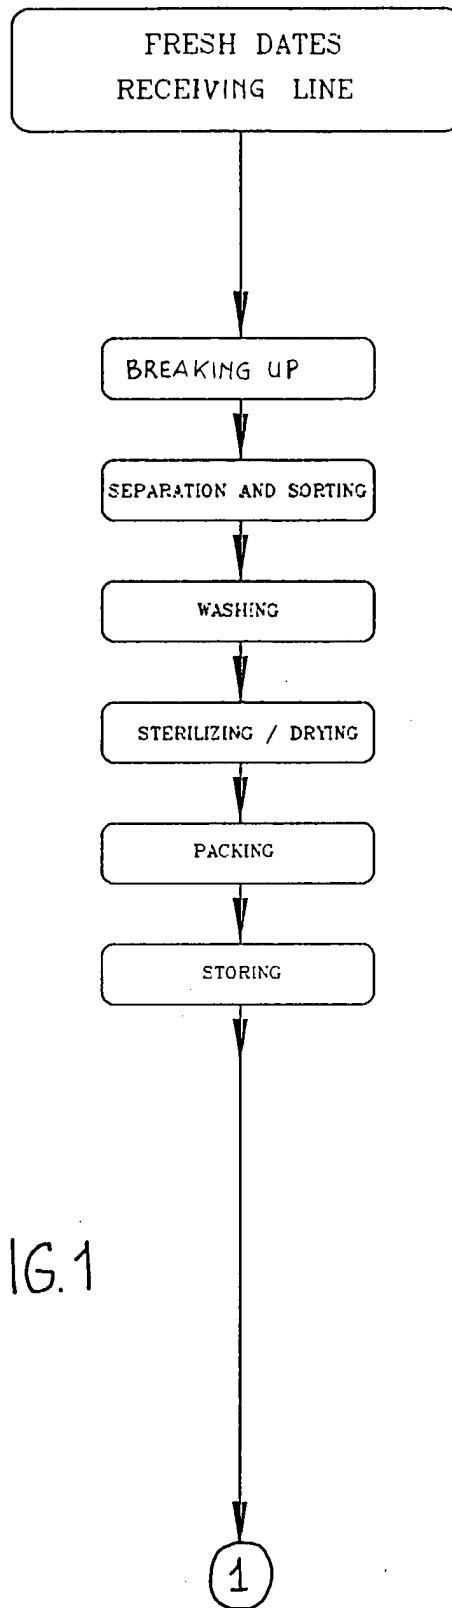 FRESH DATES
RECEIVING LINE
BREAKING UP
SEPARATION AND SORTING
WASHING
STERILIZING / DRYING
PACKING
STORING
IG.1
1